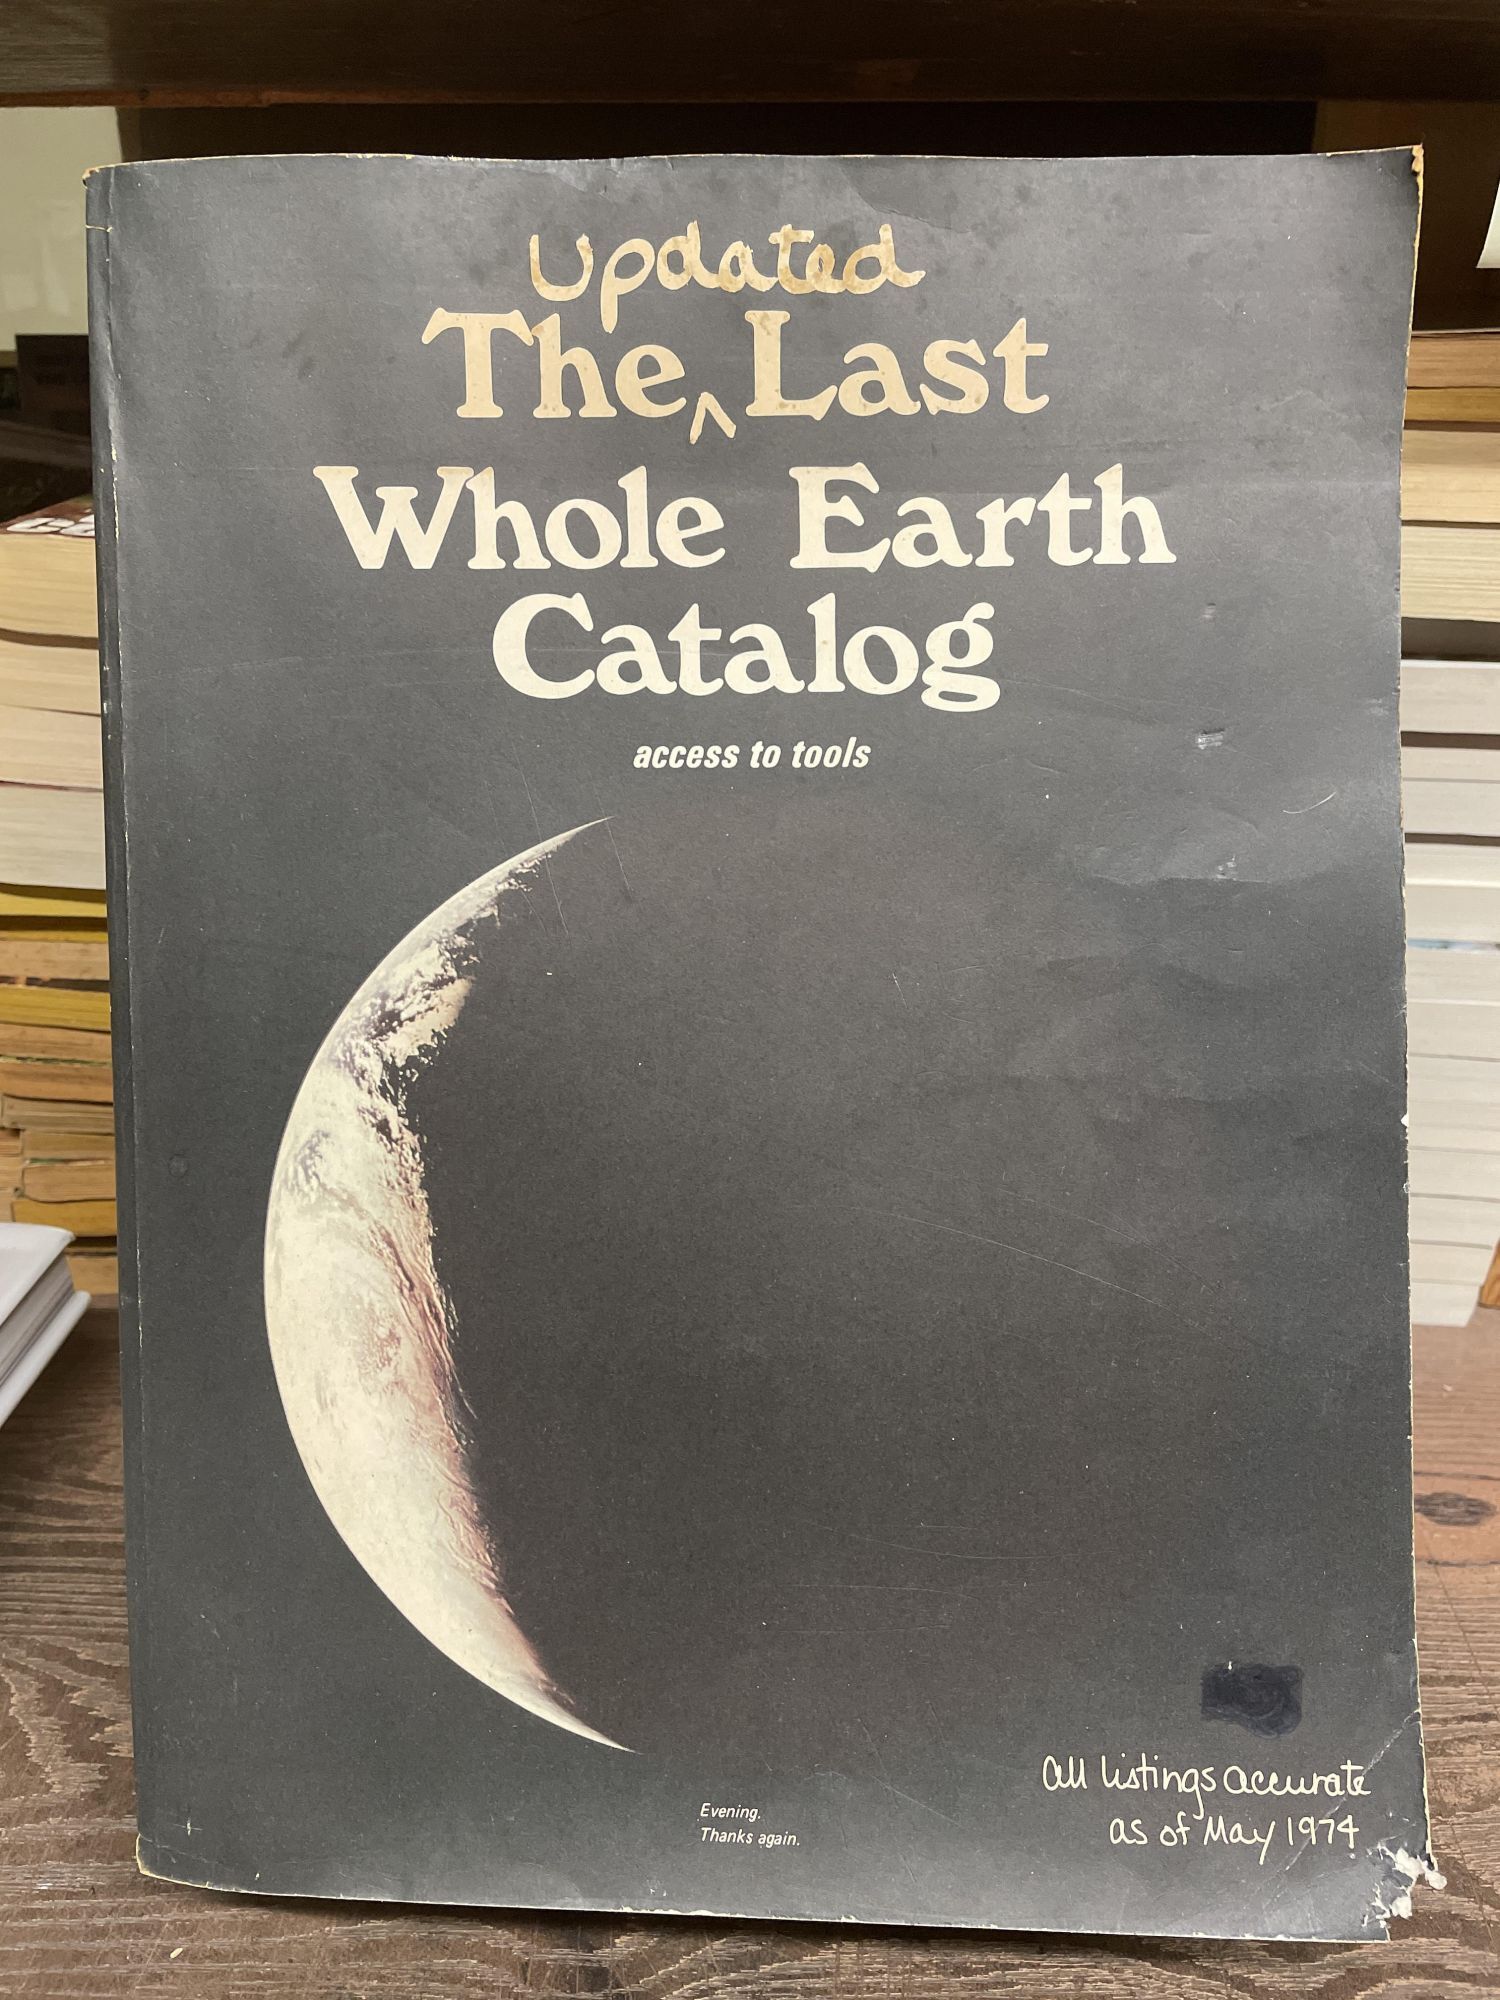 updated
The ^ Last
Whole Earth
Catalog
access to tools
Evening.
Thanks again.
all listings accurate
as of May 1974